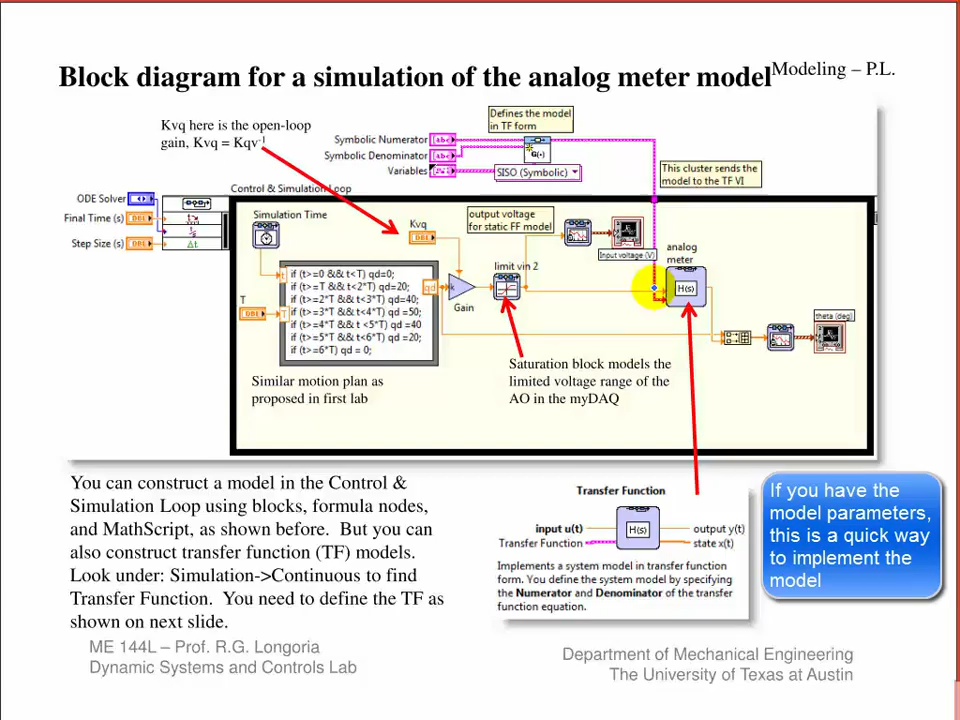 Block diagram for a simulation of the analog meter model
Modeling – P.L.
Kvq here is the open-loop
gain, Kvq = Kqv-1
Defines the model
in TF form
Symbolic Numerator
abc
Symbolic Denominator
abc
Variables
G(•)
SISO (Symbolic)
This cluster sends the
model to the TF VI
ODE Solver
Final Time (s)
DBL
Step Size (s)
DBL
Δt
Control & Simulation Loop
Simulation Time
Kvq
DBL
output voltage
for static FF model
Input voltage (V)
analog
meter
H(s)
limit vin 2
Gain
k
T
DBL
t
T
qd
if (t>=0 && t<T) qd=0;
if (t>=T && t<2*T) qd=20;
if (t>=2*T && t<3*T) qd=40;
if (t>=3*T && t<4*T) qd =50;
if (t>=4*T && t <5*T) qd =40
if (t>=5*T && t<6*T) qd =20;
if (t>=6*T) qd = 0;
theta (deg)
Similar motion plan as
proposed in first lab
Saturation block models the
limited voltage range of the
AO in the myDAQ
You can construct a model in the Control &
Simulation Loop using blocks, formula nodes,
and MathScript, as shown before.  But you can
also construct transfer function (TF) models.
Look under: Simulation->Continuous to find
Transfer Function.  You need to define the TF as
shown on next slide.
Transfer Function
input u(t)
Transfer Function
H(s)
output y(t)
state x(t)
Implements a system model in transfer function
form. You define the system model by specifying
the Numerator and Denominator of the transfer
function equation.
If you have the
model parameters,
this is a quick way
to implement the
model
ME 144L – Prof. R.G. Longoria
Dynamic Systems and Controls Lab
Department of Mechanical Engineering
The University of Texas at Austin